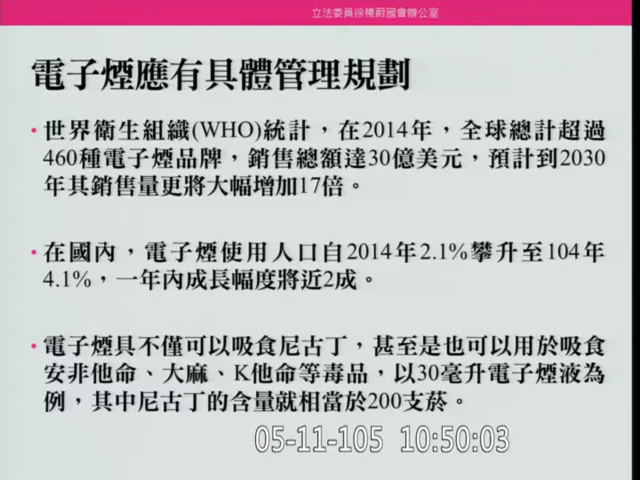 立法委員徐榛蔚國會辦公室
電子煙應有具體管理規劃
•世界衛生組織(WHO)統計，在2014年，全球總計超過
460種電子煙品牌，銷售總額達30億美元，預計到2030
年其銷售量更將大幅增加17倍。
•在國內，電子煙使用人口自2014年2.1%攀升至104年
4.1%，一年內成長幅度將近2成。
•電子煙具不僅可以吸食尼古丁，甚至是也可以用於吸食
安非他命、大麻、K他命等毒品，以30毫升電子煙液為
例，其中尼古丁的含量就相當於200支菸。
05-11-105 10:50:03